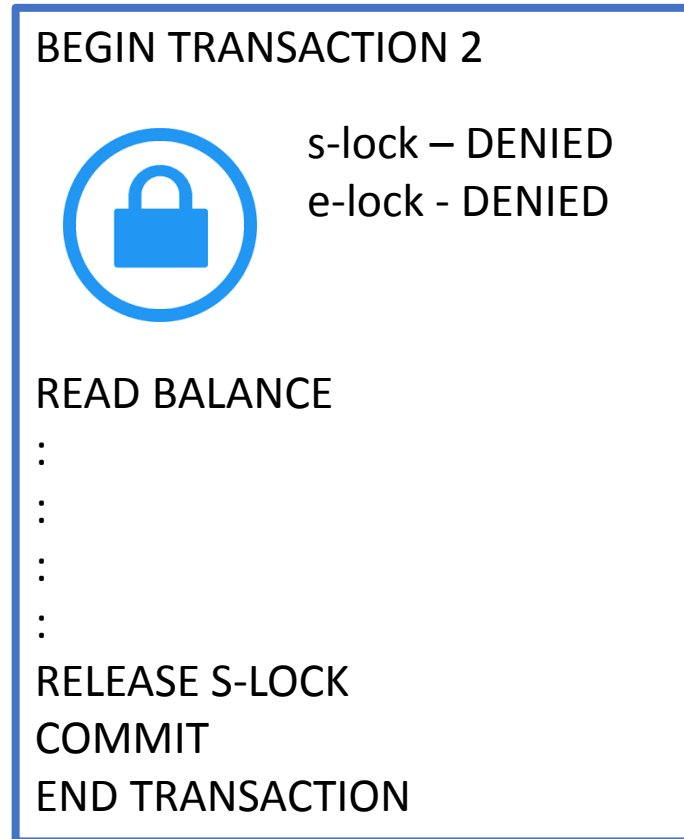 BEGIN TRANSACTION 2
s-lock – DENIED
e-lock - DENIED
READ BALANCE
:
:
:
:
RELEASE S-LOCK
COMMIT
END TRANSACTION